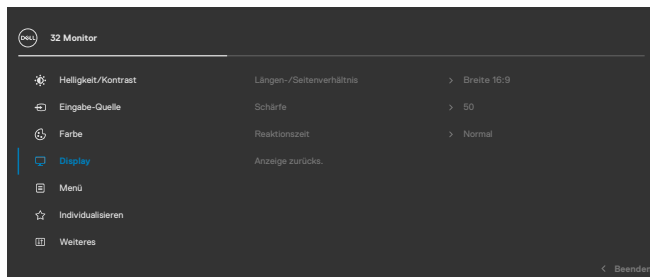 DELL 32 Monitor
Helligkeit/Kontrast Längen-/Seitenverhältnis > Breite 16:9
Eingabe-Quelle Schärfe > 50
Farbe Reaktionszeit > Normal
Display Anzeige zurücks.
Menü
Individualisieren
Weiteres
< Beenden